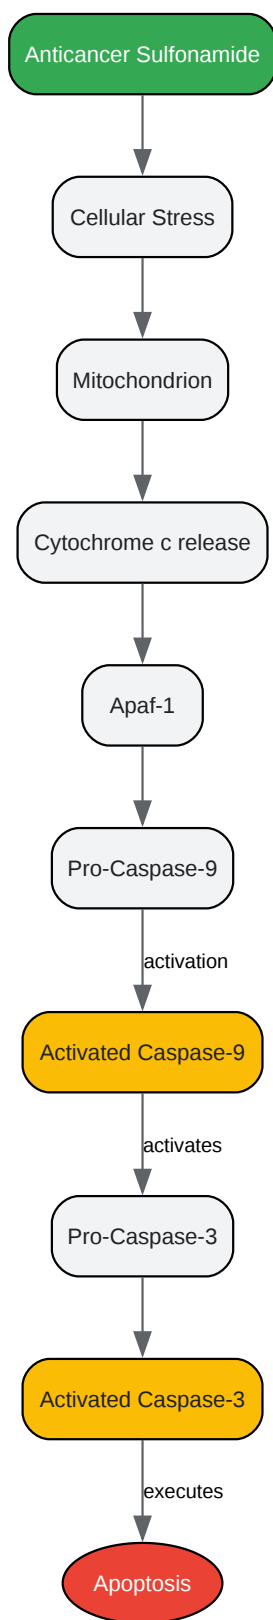 Anticancer Sulfonamide
Cellular Stress
Mitochondrion
Cytochrome c release
Apaf-1
Pro-Caspase-9
activation
Activated Caspase-9
activates
Pro-Caspase-3
Activated Caspase-3
executes
Apoptosis